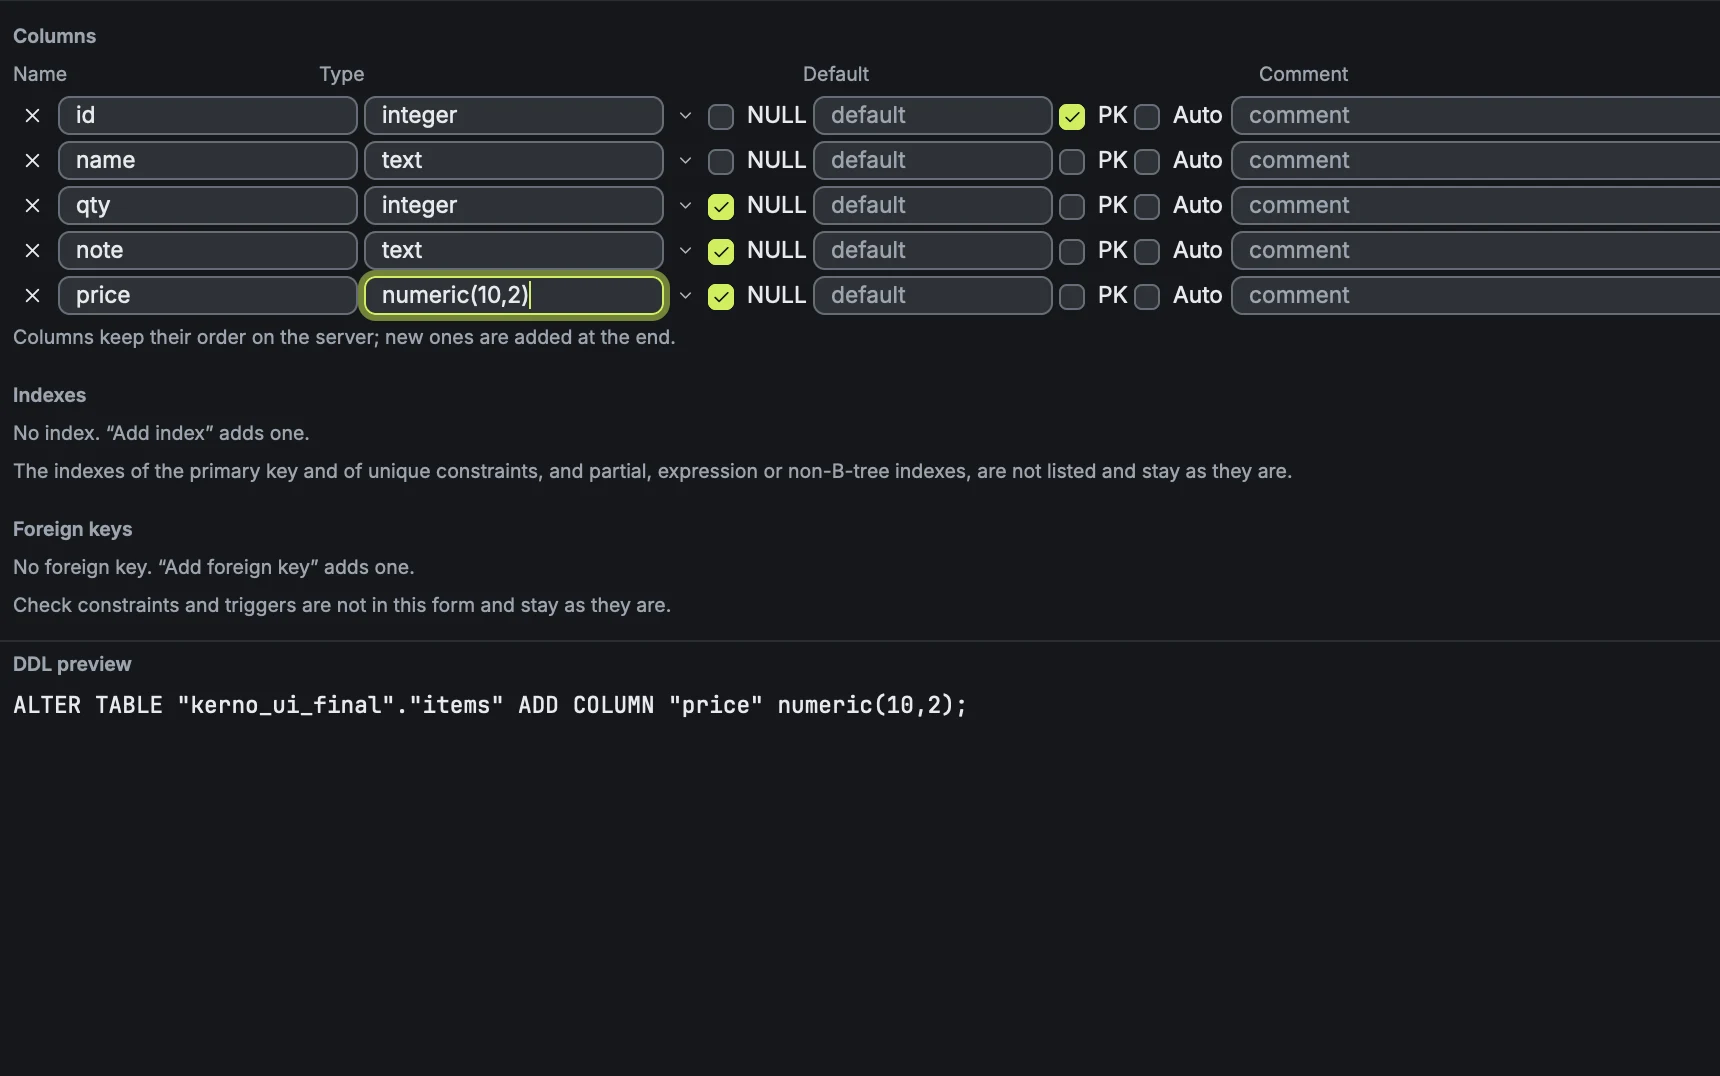 Columns
Name Type Default Comment
id integer NULL default PK Auto comment
name text NULL default PK Auto comment
qty integer NULL default PK Auto comment
note text NULL default PK Auto comment
price numeric(10,2) NULL default PK Auto comment
Columns keep their order on the server; new ones are added at the end.
Indexes
No index. “Add index” adds one.
The indexes of the primary key and of unique constraints, and partial, expression or non-B-tree indexes, are not listed and stay as they are.
Foreign keys
No foreign key. “Add foreign key” adds one.
Check constraints and triggers are not in this form and stay as they are.
DDL preview
ALTER TABLE "kerno_ui_final"."items" ADD COLUMN "price" numeric(10,2);